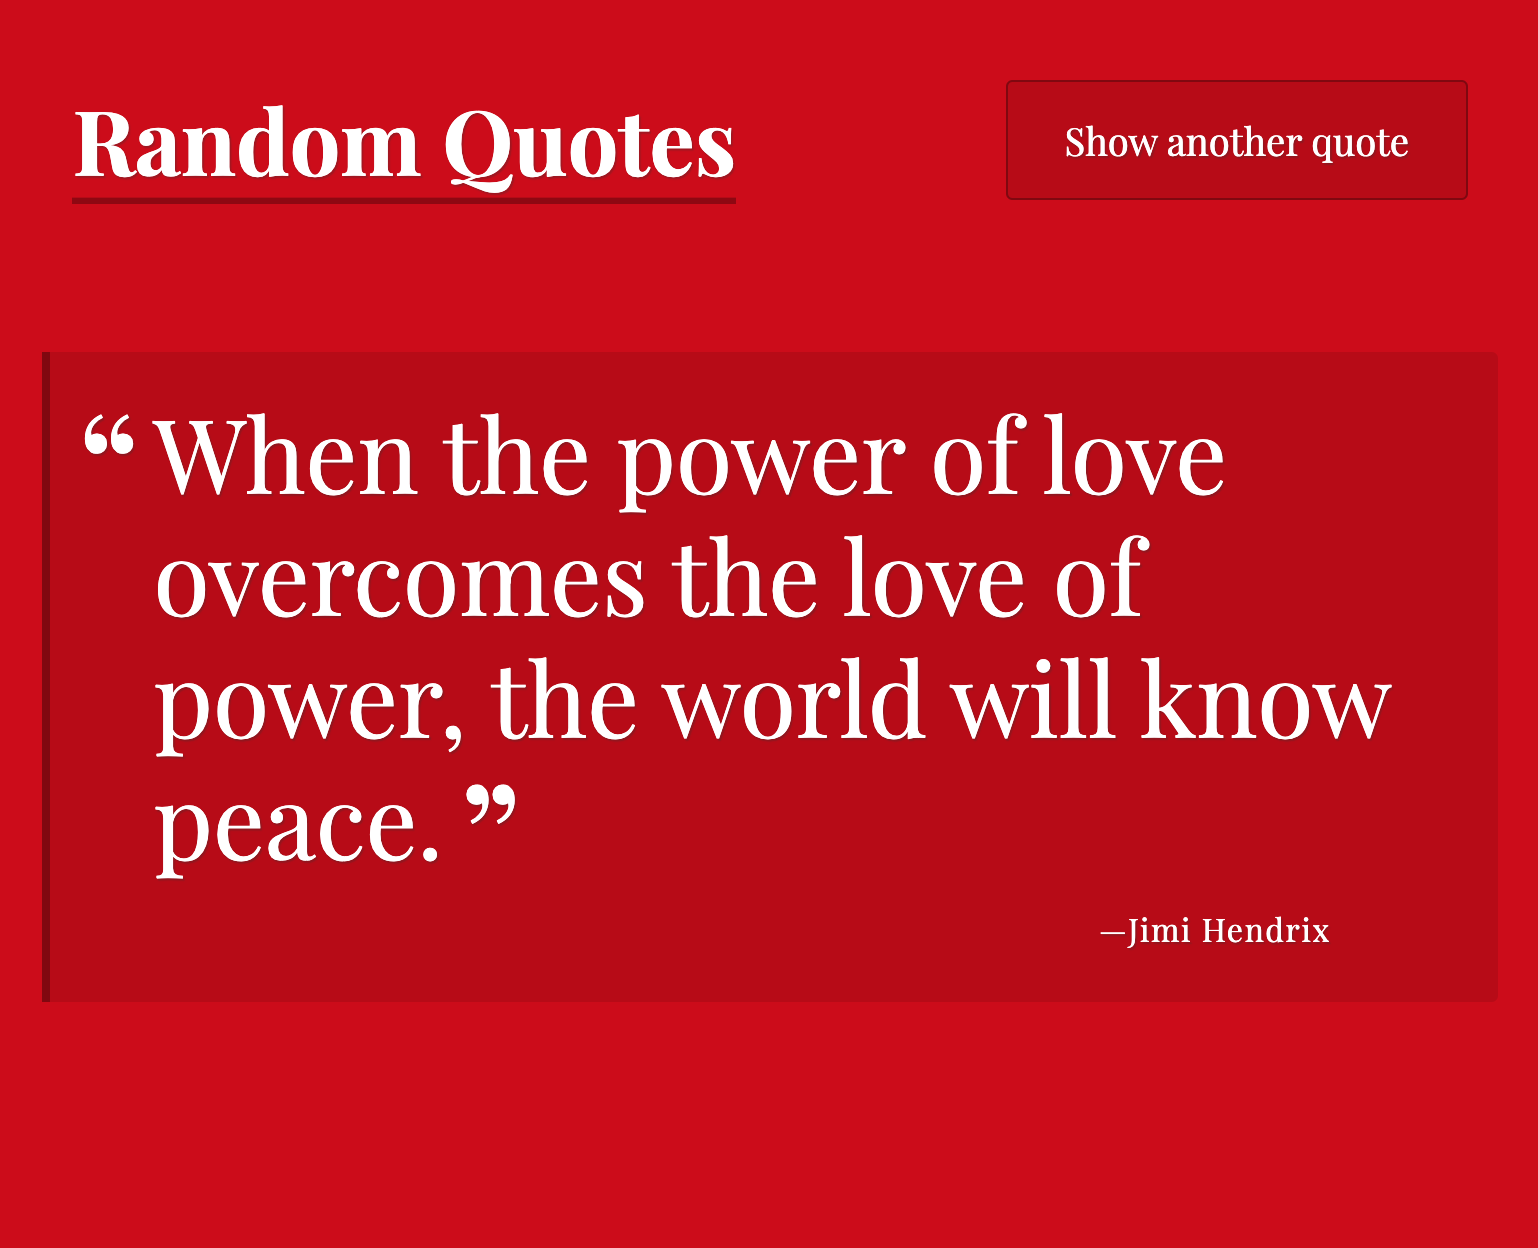 Random Quotes
Show another quote
“ When the power of love
overcomes the love of
power, the world will know
peace. ”
—Jimi Hendrix